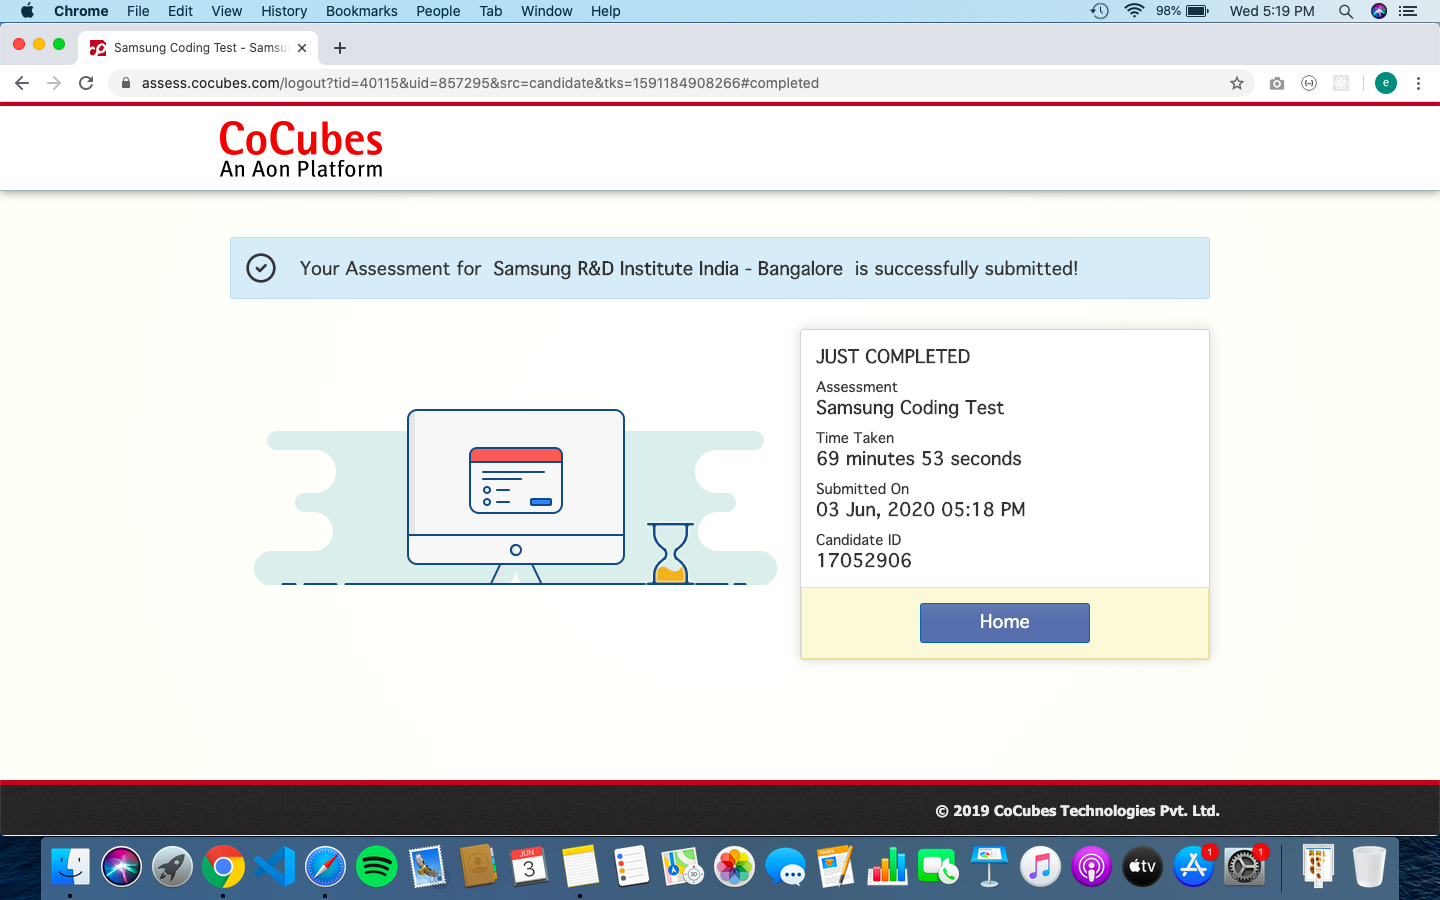 Chrome File Edit View History Bookmarks People Tab Window Help 98% Wed 5:19 PM
Samsung Coding Test - Samsu
assess.cocubes.com/logout?tid=40115&uid=857295&src=candidate&tks=1591184908266#completed
e
CoCubes
An Aon Platform
Your Assessment for Samsung R&D Institute India - Bangalore is successfully submitted!
JUST COMPLETED
Assessment
Samsung Coding Test
Time Taken
69 minutes 53 seconds
Submitted On
03 Jun, 2020 05:18 PM
Candidate ID
17052906
Home
© 2019 CoCubes Technologies Pvt. Ltd.
JUN
3
3D
PAGES
tv
1
1